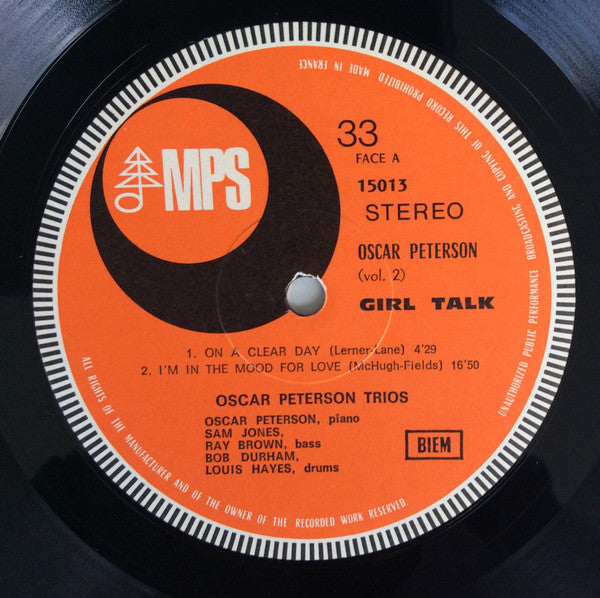 MPS
33
FACE A
15013
STEREO
OSCAR PETERSON
(vol. 2)
GIRL TALK
1. ON A CLEAR DAY (Lerner-Lane) 4'29
2. I'M IN THE MOOD FOR LOVE (McHugh-Fields) 16'50
OSCAR PETERSON TRIOS
OSCAR PETERSON, piano
SAM JONES,
RAY BROWN, bass
BOB DURHAM,
LOUIS HAYES, drums
BIEM
ALL RIGHTS OF THE MANUFACTURER AND OF THE OWNER OF THE RECORDED WORK RESERVED.
UNAUTHORIZED PUBLIC PERFORMANCE BROADCASTING AND COPYING OF THIS RECORD PROHIBITED MADE IN FRANCE